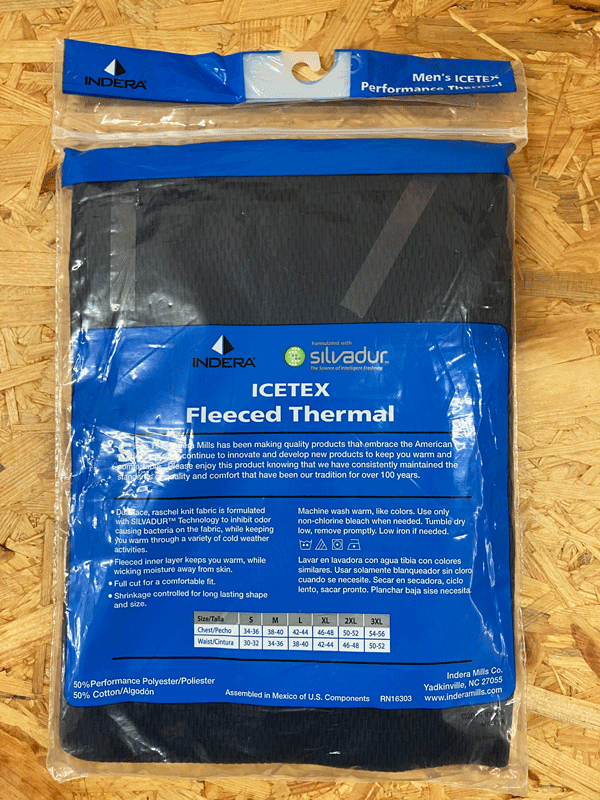 INDERA
Men's ICETEX
Performance Thermal
INDERA
Formulated with
silvadur
The Science of Intelligent Freshness
ICETEX
Fleeced Thermal
Mills has been making quality products that embrace the American
continue to innovate and develop new products to keep you warm and
Please enjoy this product knowing that we have consistently maintained the
quality and comfort that have been our tradition for over 100 years.
• face, raschel knit fabric is formulated
with SILVADUR™ Technology to inhibit odor
causing bacteria on the fabric, while keeping
you warm through a variety of cold weather
activities.
• Fleeced inner layer keeps you warm, while
wicking moisture away from skin.
• Full cut for a comfortable fit.
• Shrinkage controlled for long lasting shape
and size.
Machine wash warm, like colors. Use only
non-chlorine bleach when needed. Tumble dry
low, remove promptly. Low iron if needed.
Lavar en lavadora con agua tibia con colores
similares. Usar solamente blanqueador sin cloro
cuando se necesite. Secar en secadora, ciclo
lento, sacar pronto. Planchar baja sise necesita
Size/Talla S M L XL 2XL 3XL
Chest/Pecho 34-36 38-40 42-44 46-48 50-52 54-56
Waist/Cintura 30-32 34-36 38-40 42-44 46-48 50-52
50%Performance Polyester/Poliester
50% Cotton/Algodón
Assembled in Mexico of U.S. Components RN16303
Indera Mills Co.
Yadkinville, NC 27055
www.inderamills.com